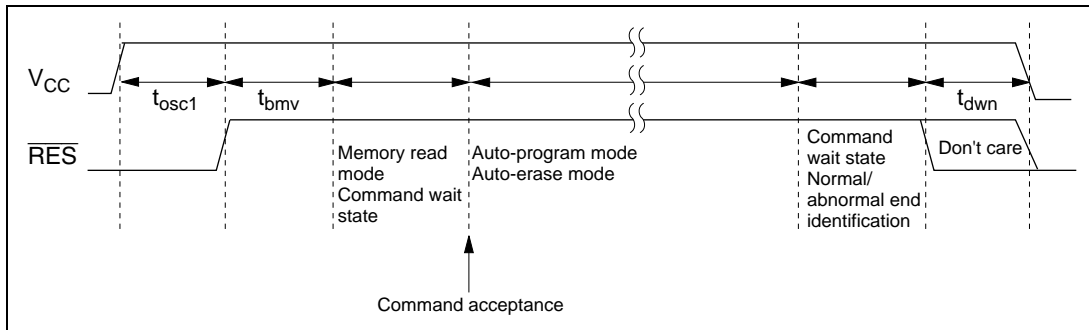 VCC
tosc1
tbmv
tdwn
RES
Memory read
mode
Command wait
state
Auto-program mode
Auto-erase mode
Command
wait state
Normal/
abnormal end
identification
Don't care
Command acceptance